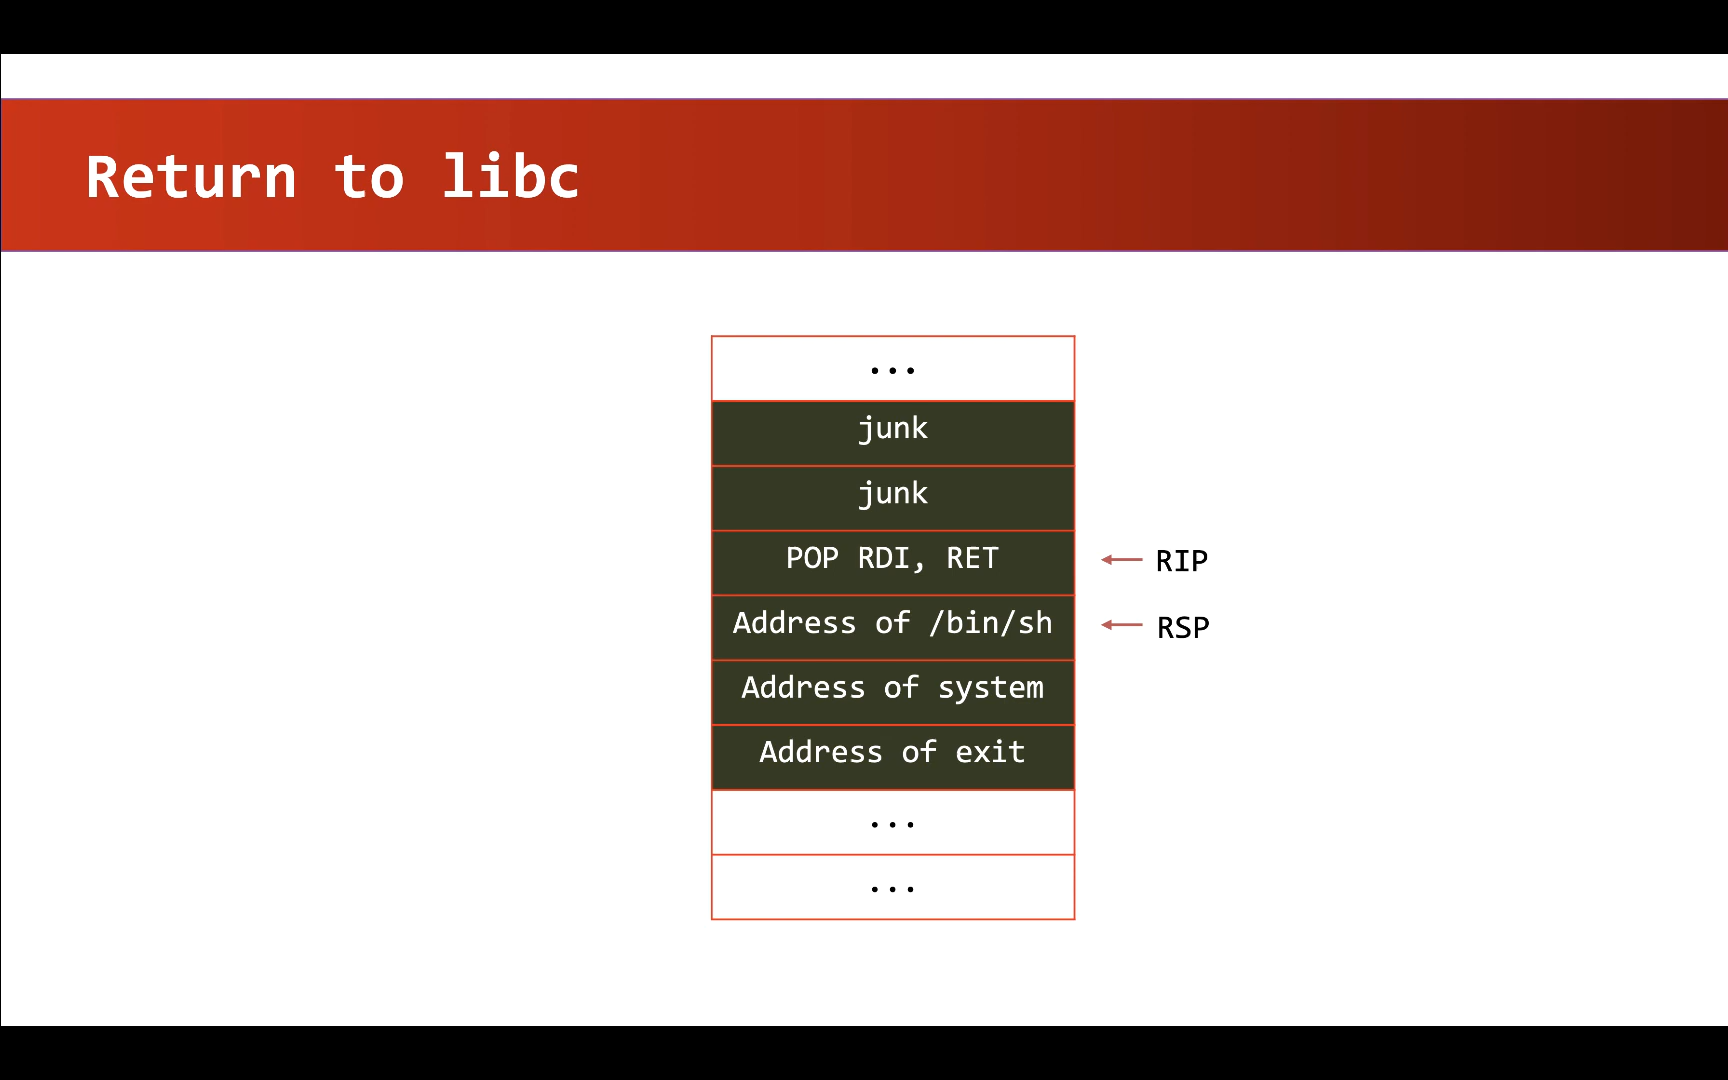 Return to libc
...
junk
junk
POP RDI, RET
RIP
Address of /bin/sh
RSP
Address of system
Address of exit
...
...